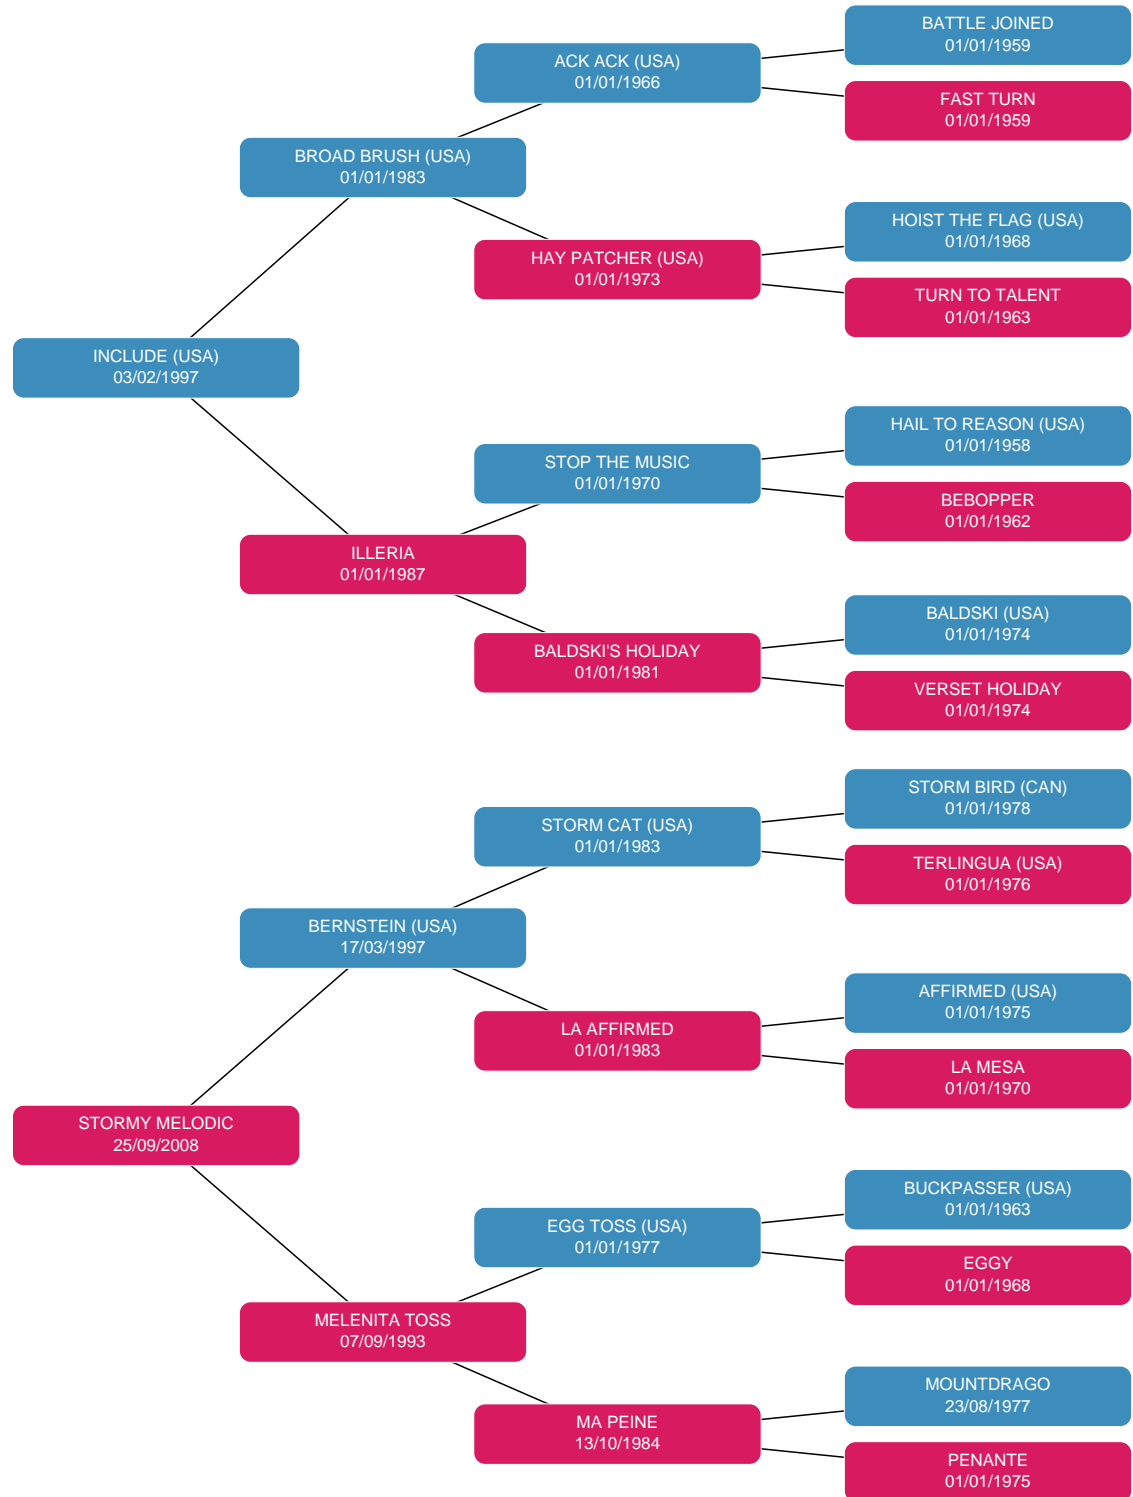 BATTLE JOINED
01/01/1959
ACK ACK (USA)
01/01/1966
FAST TURN
01/01/1959
BROAD BRUSH (USA)
01/01/1983
HOIST THE FLAG (USA)
01/01/1968
HAY PATCHER (USA)
01/01/1973
TURN TO TALENT
01/01/1963
INCLUDE (USA)
03/02/1997
HAIL TO REASON (USA)
01/01/1958
STOP THE MUSIC
01/01/1970
BEBOPPER
01/01/1962
ILLERIA
01/01/1987
BALDSKI (USA)
01/01/1974
BALDSKI'S HOLIDAY
01/01/1981
VERSET HOLIDAY
01/01/1974
STORM BIRD (CAN)
01/01/1978
STORM CAT (USA)
01/01/1983
TERLINGUA (USA)
01/01/1976
BERNSTEIN (USA)
17/03/1997
AFFIRMED (USA)
01/01/1975
LA AFFIRMED
01/01/1983
LA MESA
01/01/1970
STORMY MELODIC
25/09/2008
BUCKPASSER (USA)
01/01/1963
EGG TOSS (USA)
01/01/1977
EGGY
01/01/1968
MELENITA TOSS
07/09/1993
MOUNTDRAGO
23/08/1977
MA PEINE
13/10/1984
PENANTE
01/01/1975